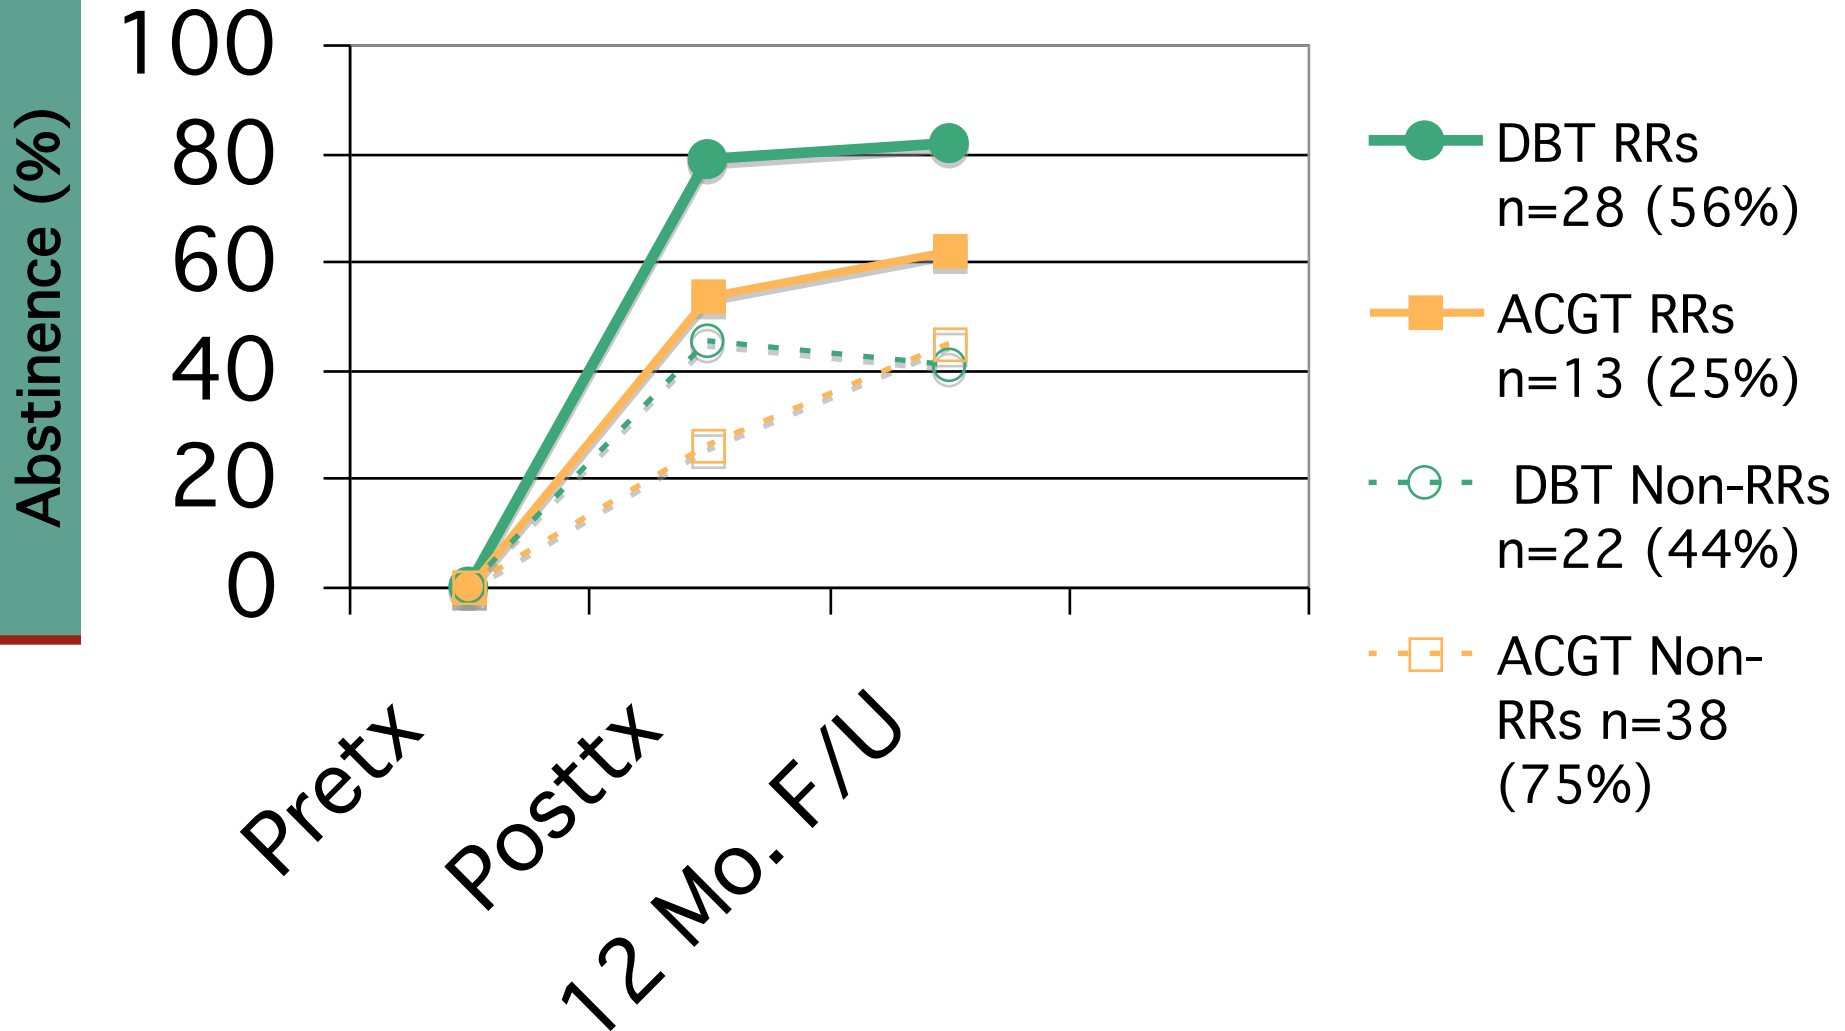 Abstinence (%)
100
80
60
40
20
0
Pretx
Posttx
12 Mo. F/U
DBT RRs
n=28 (56%)
ACGT RRs
n=13 (25%)
DBT Non-RRs
n=22 (44%)
ACGT Non-
RRs n=38
(75%)